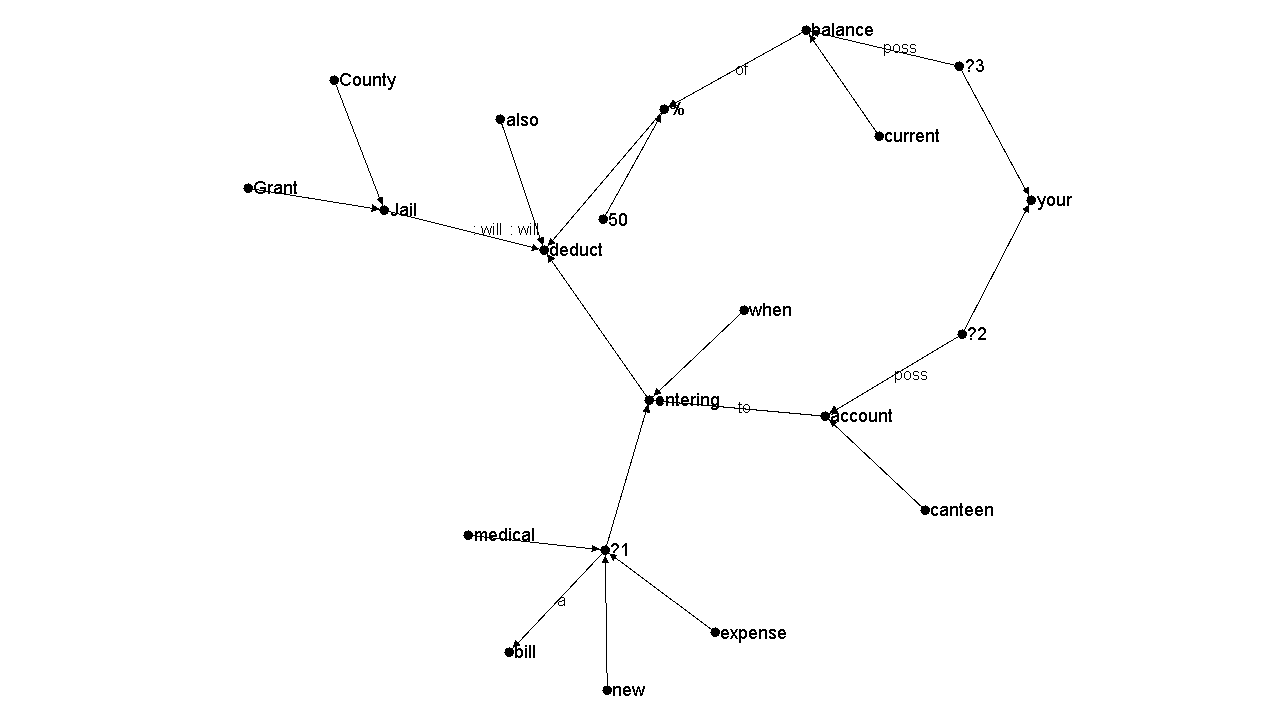 balance
poss
?3
of
County
%
also
current
Grant
Jail
your
50
: will : will
deduct
when
?2
poss
entering
to
account
canteen
medical
?1
a
expense
bill
new